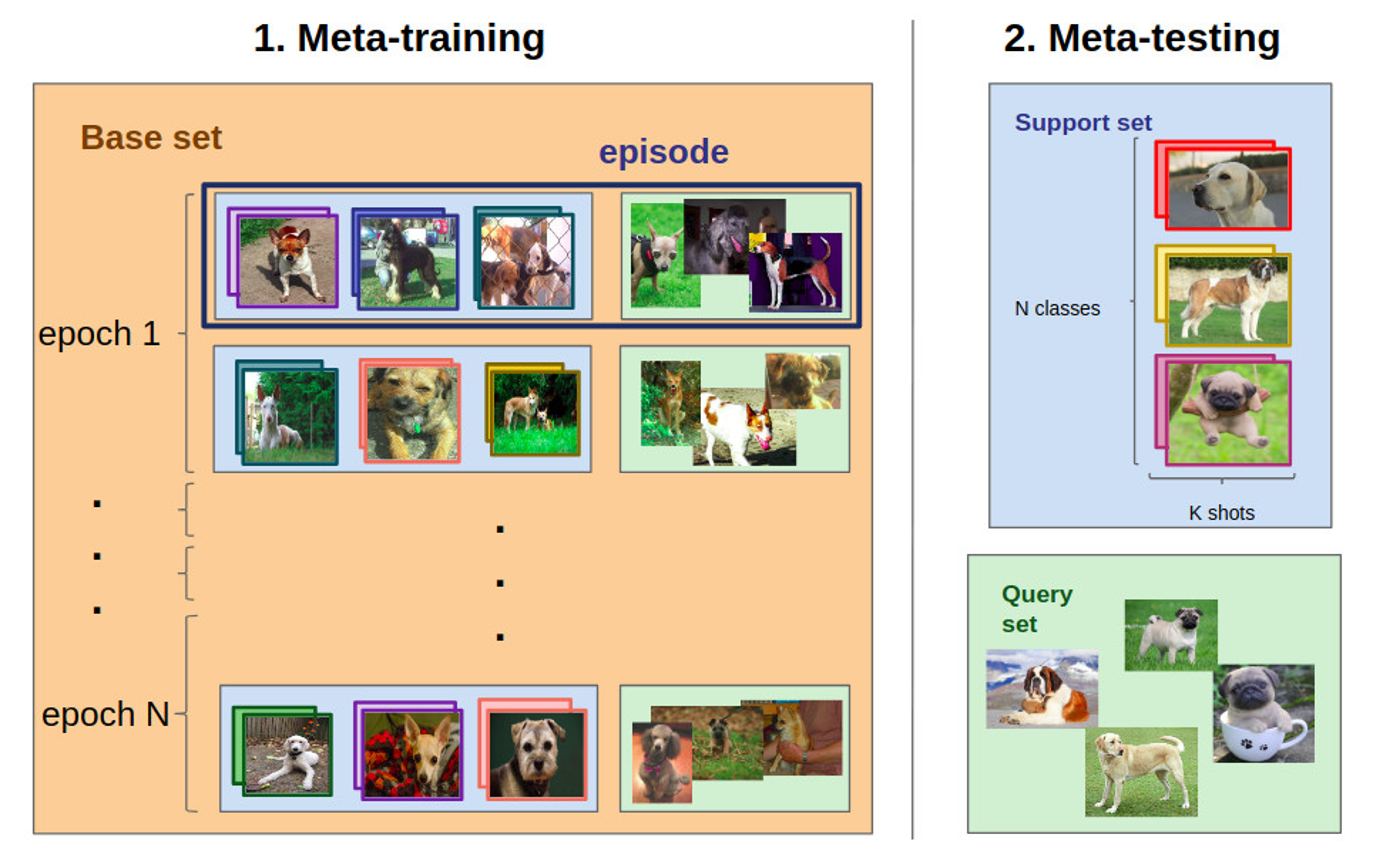 1. Meta-training
2. Meta-testing
Base set
episode
epoch 1
epoch N
Support set
N classes
K shots
Query
set